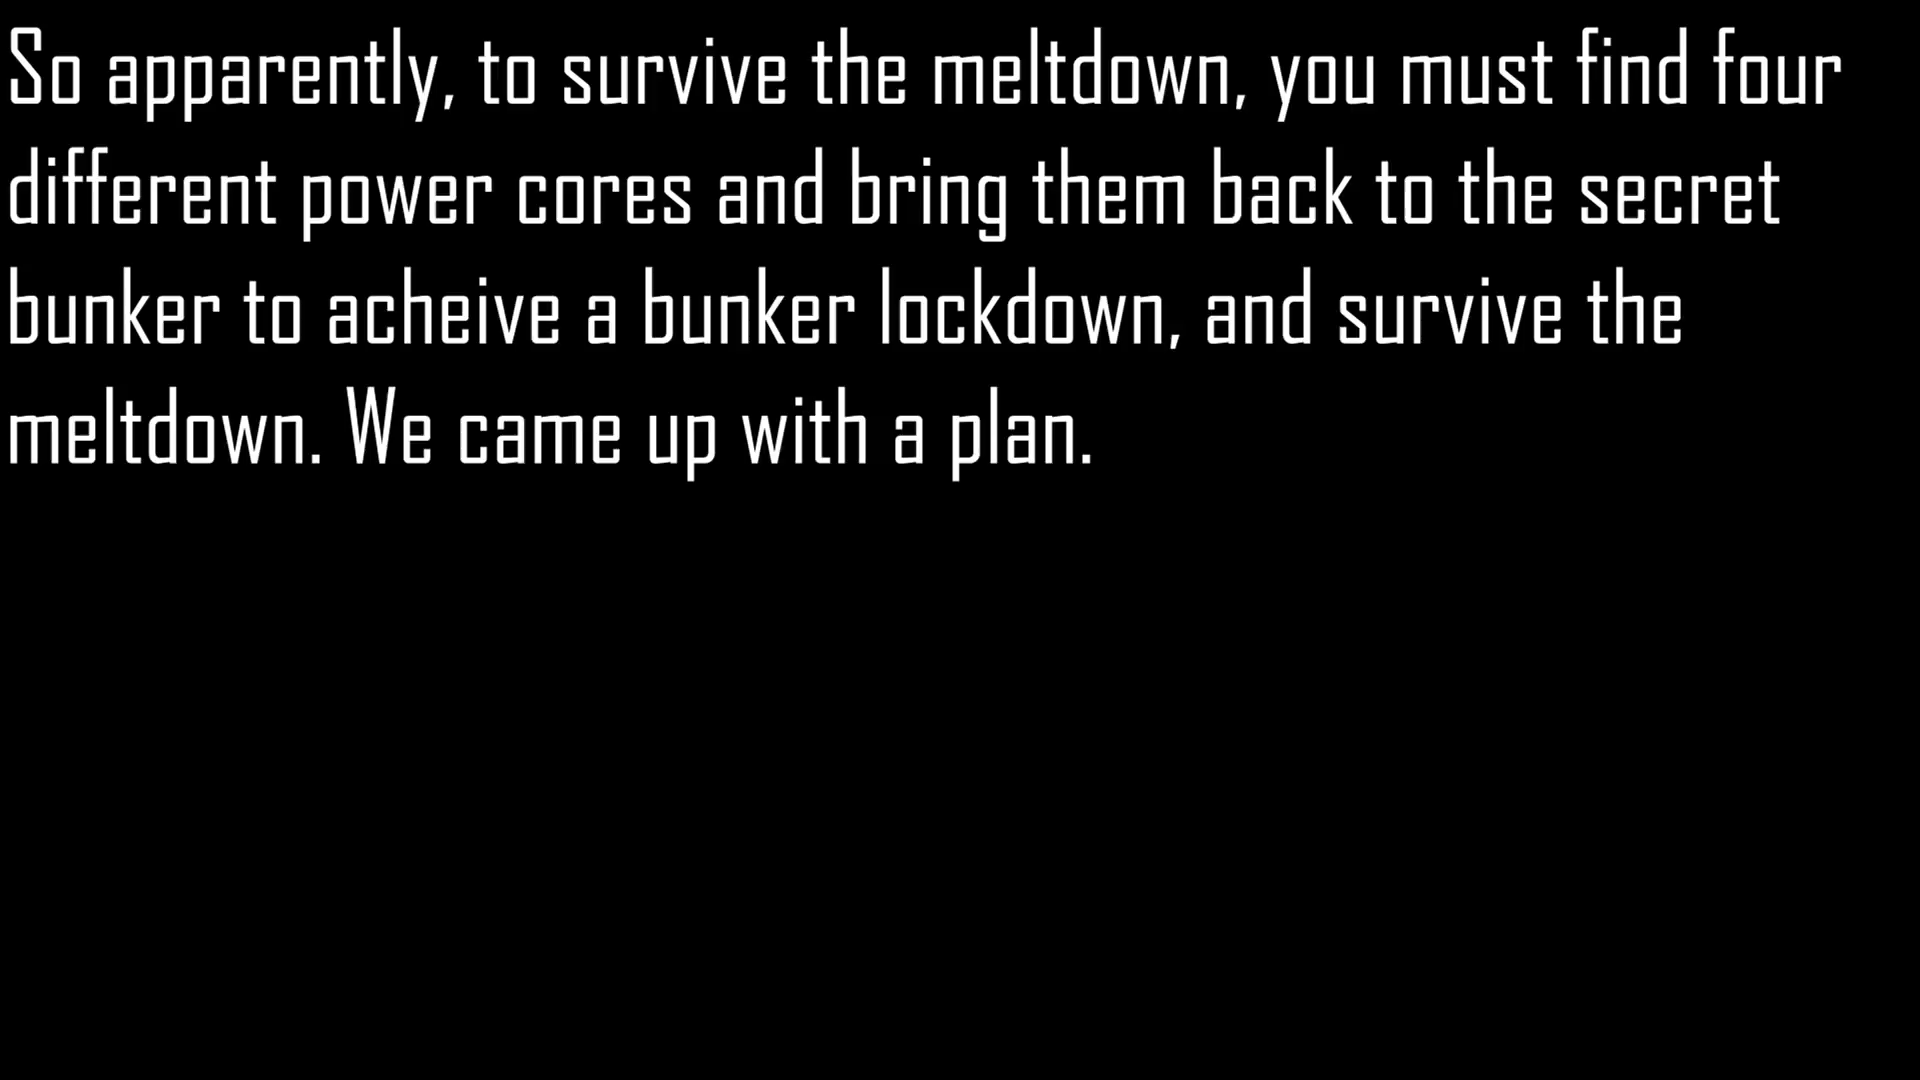 So apparently, to survive the meltdown, you must find four
different power cores and bring them back to the secret
bunker to acheive a bunker lockdown, and survive the
meltdown. We came up with a plan.